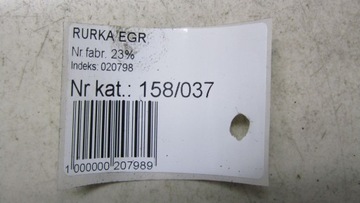 RURKA EGR
Nr fabr. 23%
Indeks: 020798
Nr kat.: 158/037
1 000000 207989